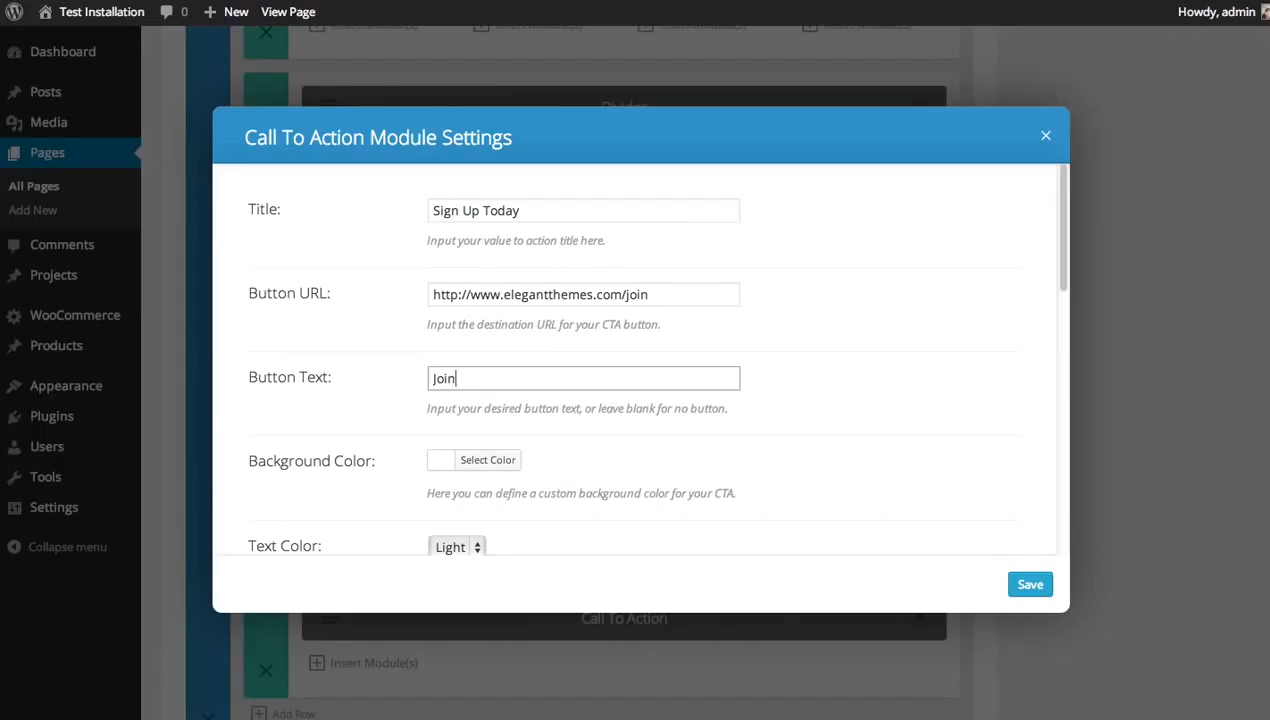 Test Installation 0 New View Page Howdy, admin
Dashboard
Posts
Media
Pages
All Pages
Add New
Comments
Projects
WooCommerce
Products
Appearance
Plugins
Users
Tools
Settings
Collapse menu
Divider
Call To Action Module Settings
Title:
Sign Up Today
Input your value to action title here.
Button URL:
http://www.elegantthemes.com/join
Input the destination URL for your CTA button.
Button Text:
Join
Input your desired button text, or leave blank for no button.
Background Color:
Select Color
Here you can define a custom background color for your CTA.
Text Color:
Light
Save
Call To Action
Insert Module(s)
Add Row